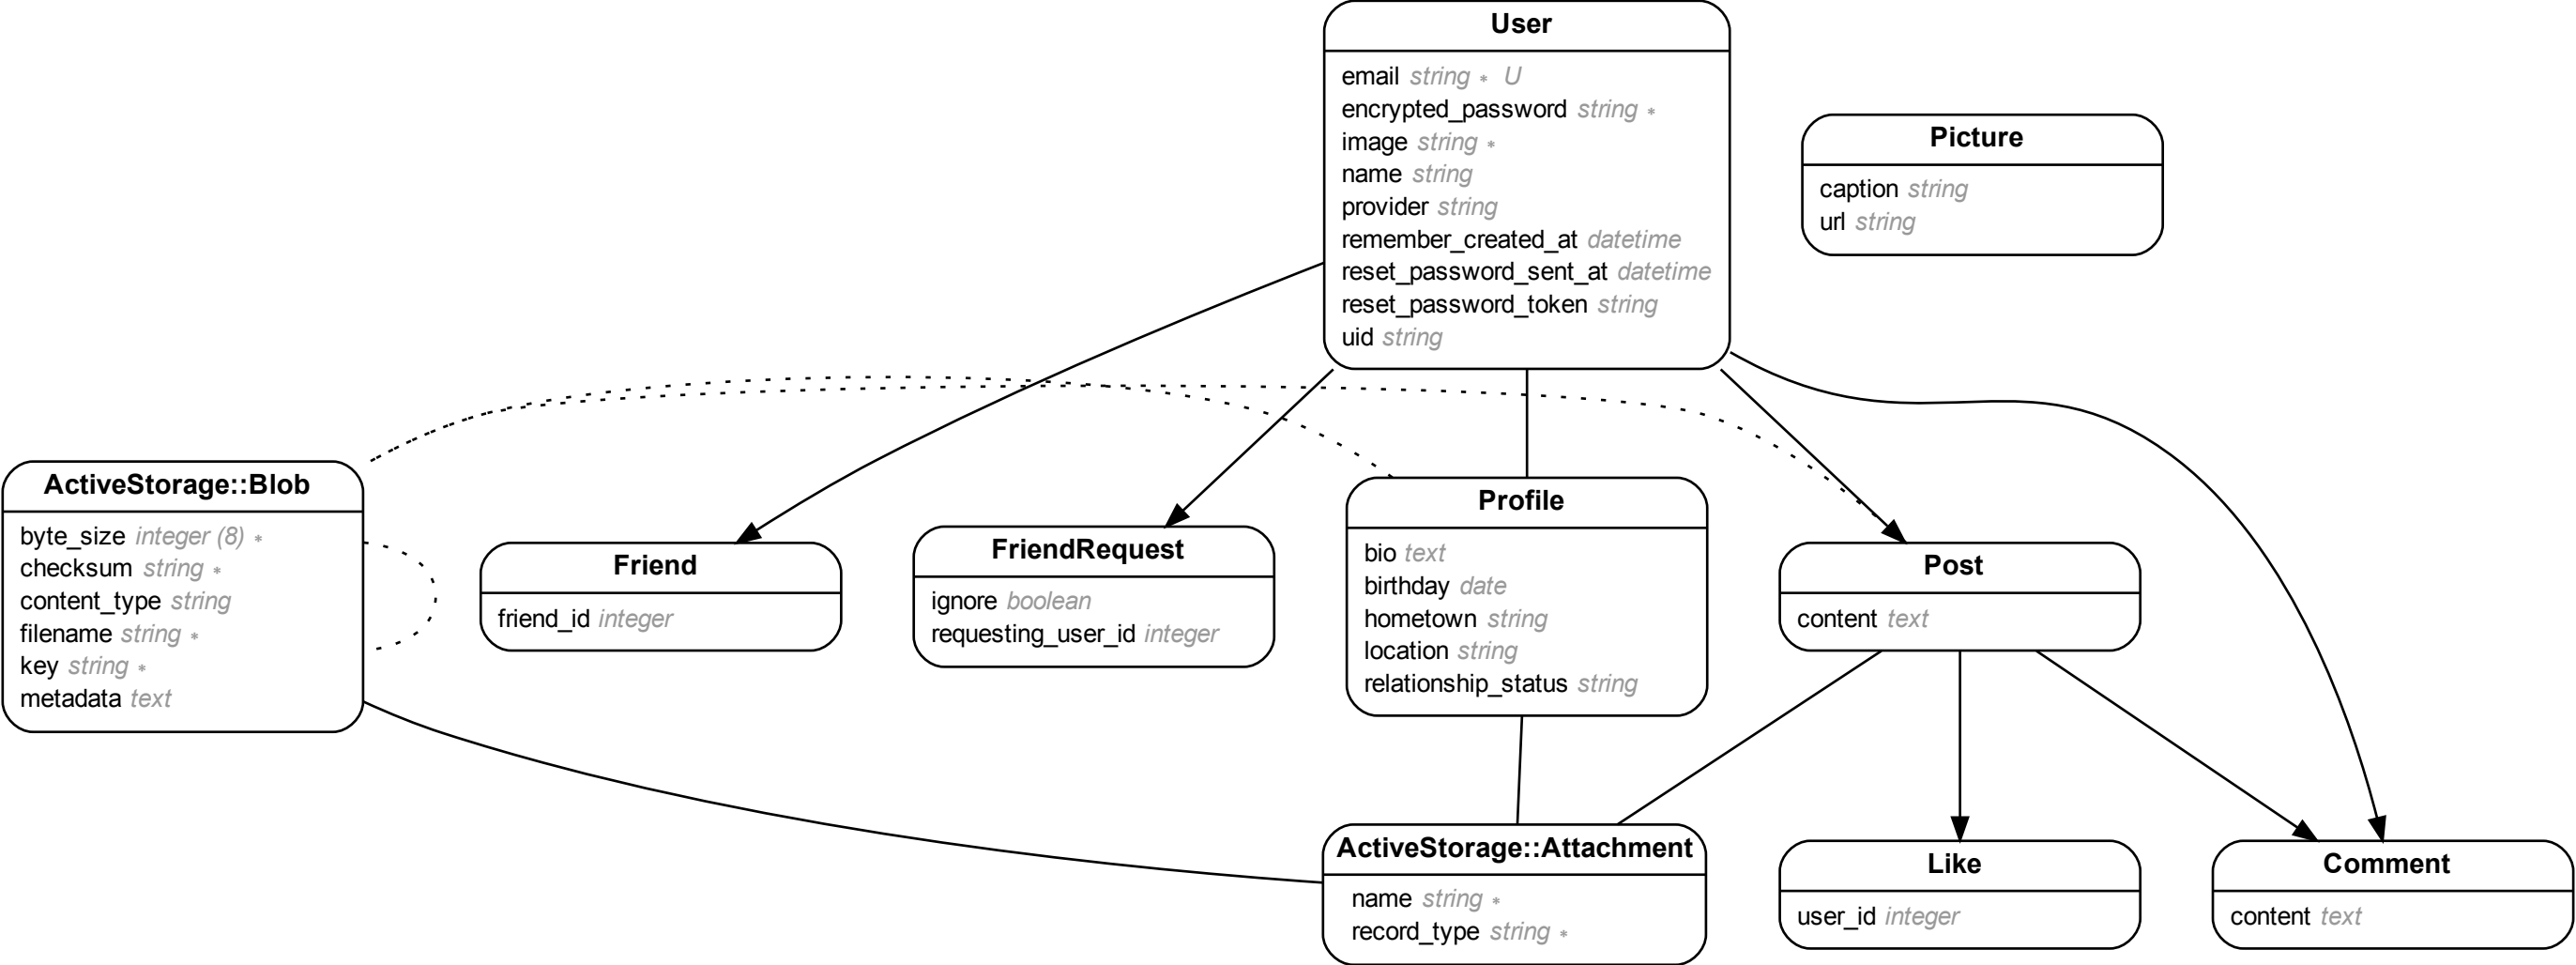 User
email string * U
encrypted_password string *
image string *
name string
provider string
remember_created_at datetime
reset_password_sent_at datetime
reset_password_token string
uid string
Picture
caption string
url string
ActiveStorage::Blob
byte_size integer (8) *
checksum string *
content_type string
filename string *
key string *
metadata text
Friend
friend_id integer
FriendRequest
ignore boolean
requesting_user_id integer
Profile
bio text
birthday date
hometown string
location string
relationship_status string
Post
content text
ActiveStorage::Attachment
name string *
record_type string *
Like
user_id integer
Comment
content text